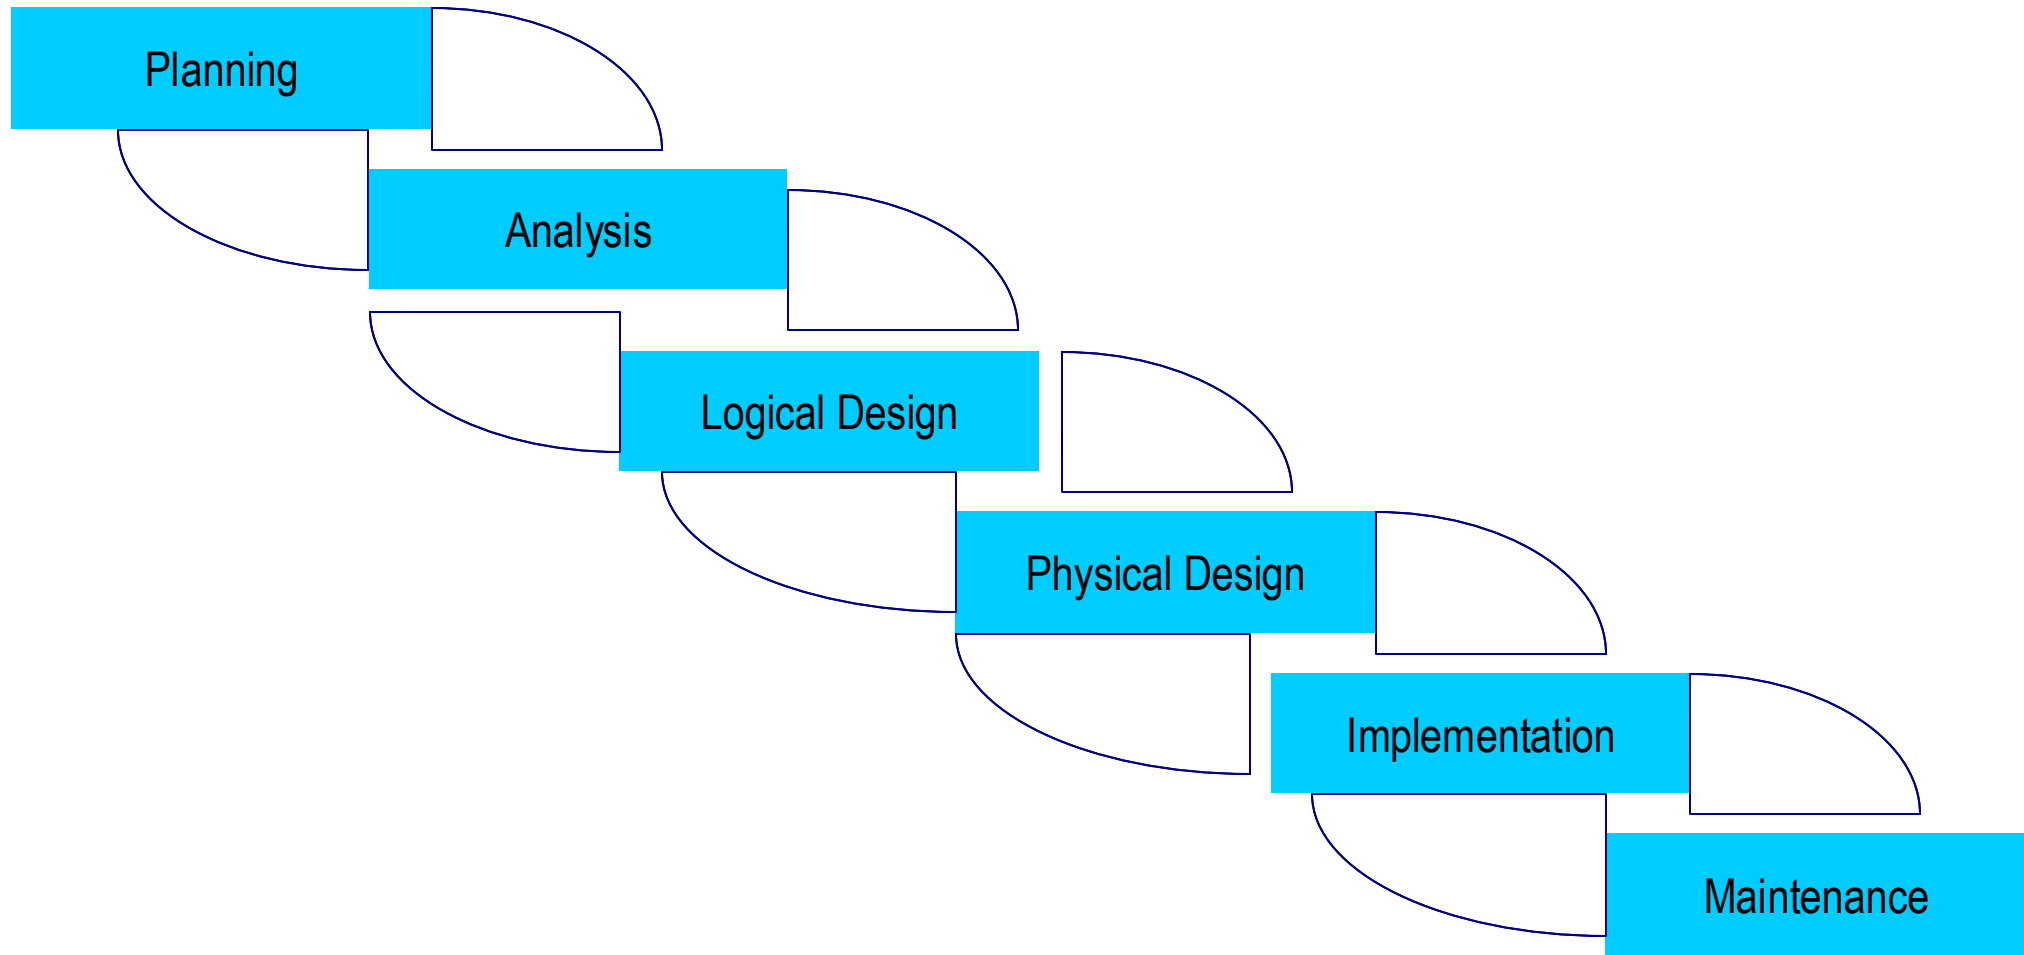 Planning
Analysis
Logical Design
Physical Design
Implementation
Maintenance